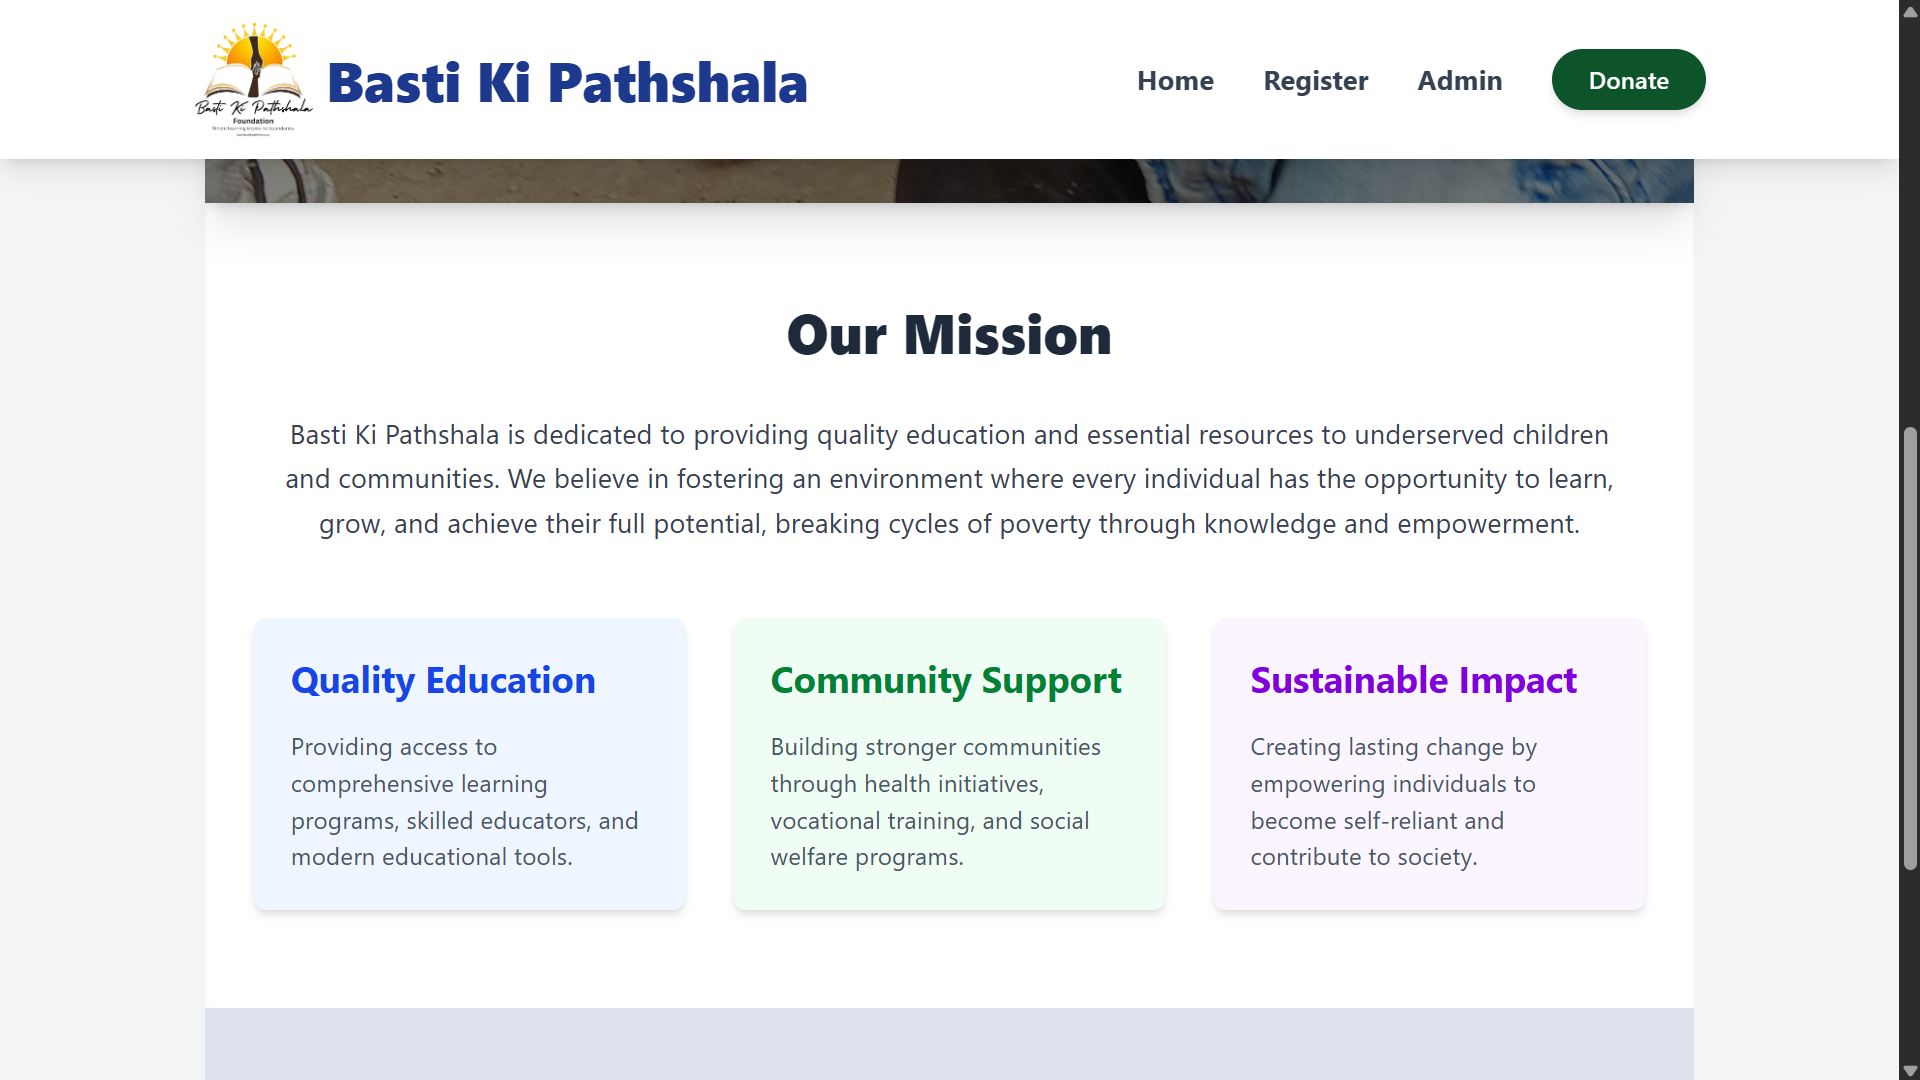 Basti Ki Pathshala
Foundation
Where learning knows no boundaries
Basti Ki Pathshala
Home
Register
Admin
Donate
Our Mission
Basti Ki Pathshala is dedicated to providing quality education and essential resources to underserved children
and communities. We believe in fostering an environment where every individual has the opportunity to learn,
grow, and achieve their full potential, breaking cycles of poverty through knowledge and empowerment.
Quality Education
Providing access to
comprehensive learning
programs, skilled educators, and
modern educational tools.
Community Support
Building stronger communities
through health initiatives,
vocational training, and social
welfare programs.
Sustainable Impact
Creating lasting change by
empowering individuals to
become self-reliant and
contribute to society.